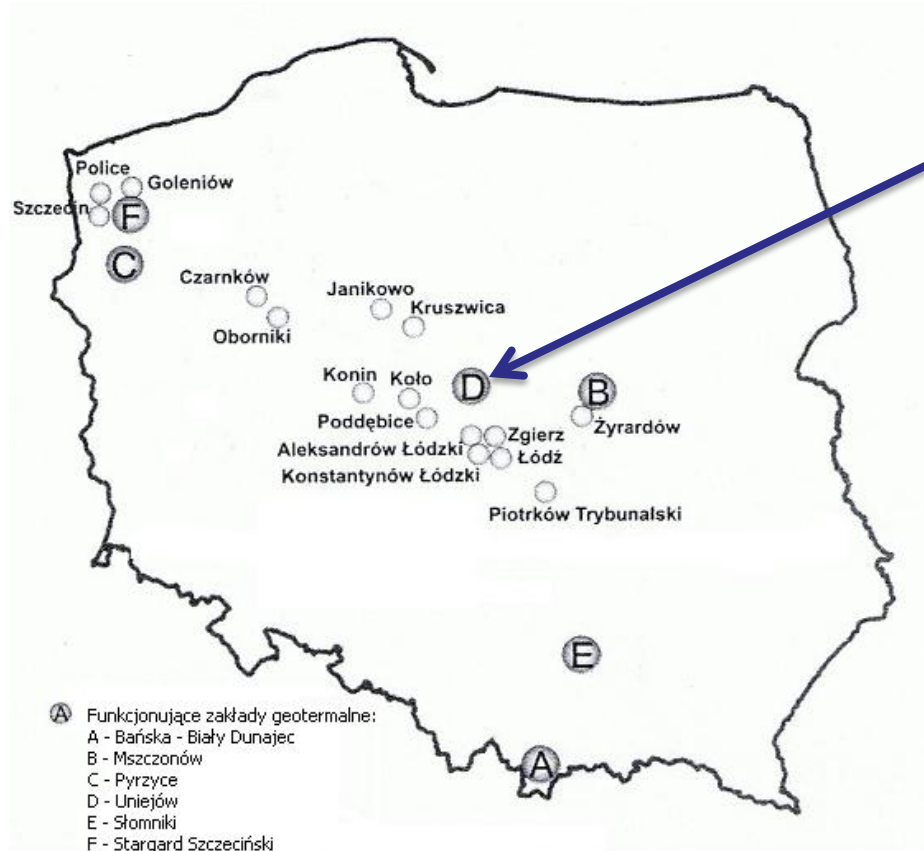 Police
Goleniów
Szczecin
F
C
Czarnków
Oborniki
Janikowo
Kruszwica
Konin
Koło
D
B
Poddębice
Żyrardów
Aleksandrów Łódzki
Zgierz
Konstantynów Łódzki
Łódź
Piotrków Trybunalski
E
A
A Funkcjonujące zakłady geotermalne:
A - Bańska - Biały Dunajec
B - Mszczonów
C - Pyrzyce
D - Uniejów
E - Słomniki
F - Stargard Szczeciński